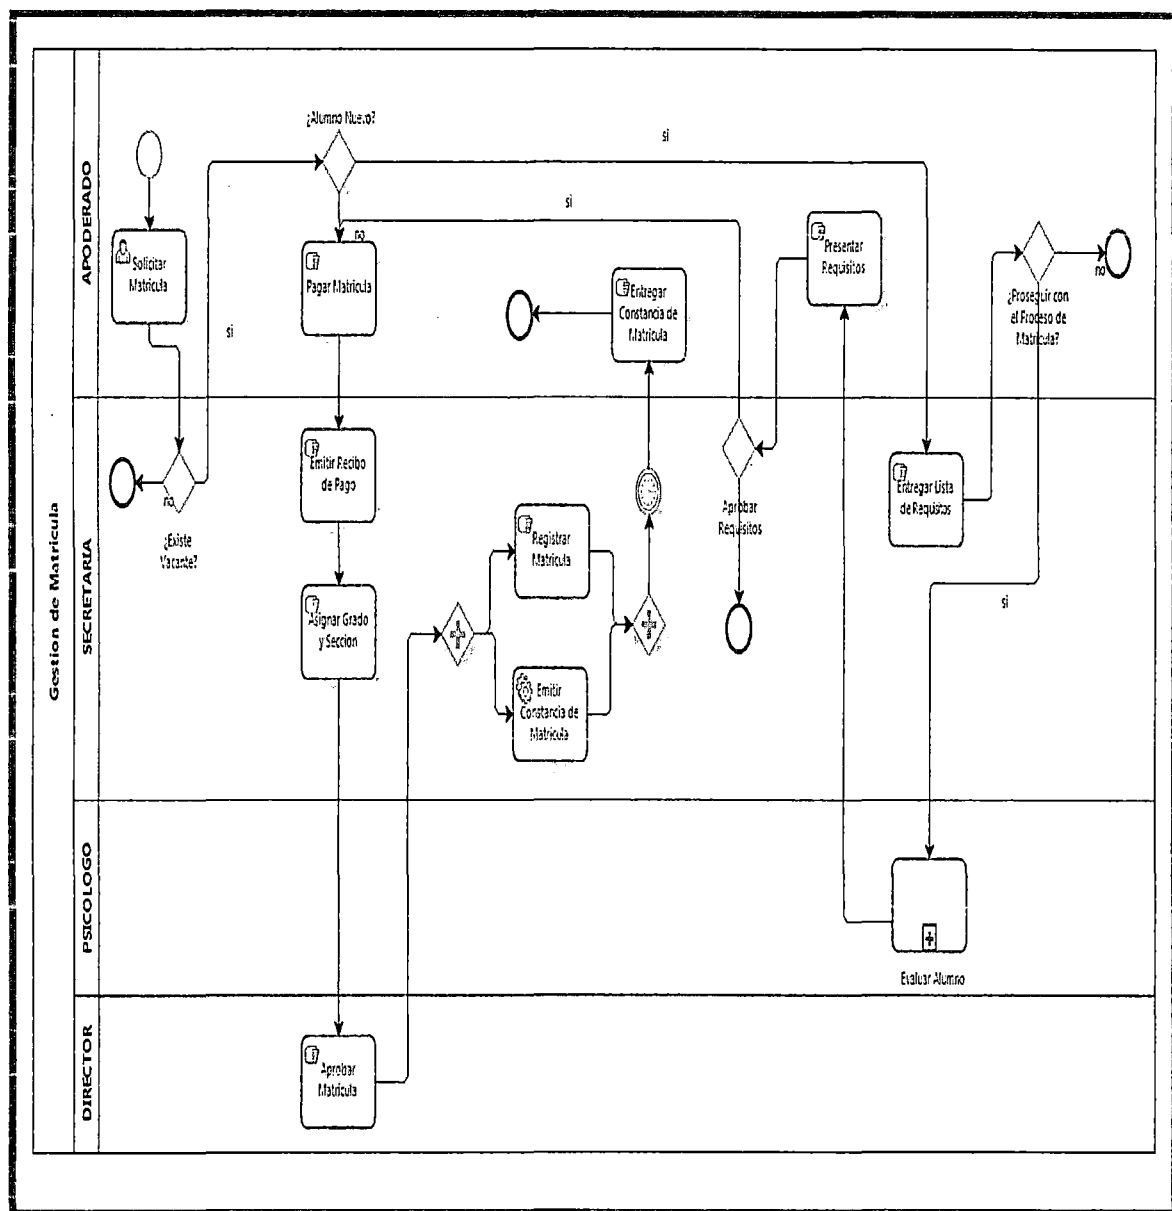 Gestion de Matricula
APODERADO
SECRETARIA
PSICOLOGO
DIRECTOR
¿Alumno Nuevo?
si
si
no
Solicitar
Matricula
si
Pagar Matricula
Entregar
Constancia de
Matricula
Presentar
Requisitos
no
¿Proseguir con
el Proceso de
Matricula?
no
¿Existe
Vacante?
Emitir Recibo
de Pago
Registrar
Matricula
Aprobar
Requisitos
Entregar Lista
de Requisitos
Asignar Grado
y Seccion
si
Emitir
Constancia de
Matricula
Evaluar Alumno
Aprobar
Matricula